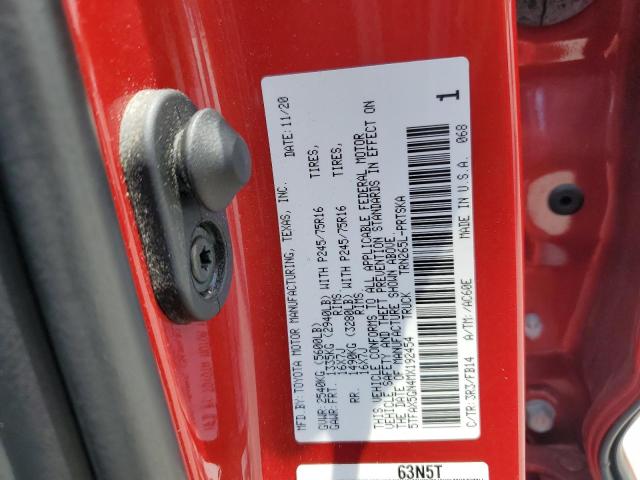 MFD.BY: TOYOTA MOTOR MANUFACTURING, TEXAS, INC. DATE: 11/20
GVWR: 2540KG (5600LB)
GAWR: FRT. 1335KG (2940LB) WITH P245/75R16 TIRES,
16X7J RIMS.
RR. 1490KG (3280LB) WITH P245/75R16 TIRES,
16X7J RIMS.
THIS VEHICLE CONFORMS TO ALL APPLICABLE FEDERAL MOTOR
VEHICLE SAFETY AND THEFT PREVENTION STANDARDS IN EFFECT ON
THE DATE OF MANUFACTURE SHOWN ABOVE.
5TFAX5GN4MX192454 TRUCK TRN265L-PRTSKA 1
C/TR:3R3/FB14 A/TM:-/AC60E MADE IN U.S.A. 068
63N5T